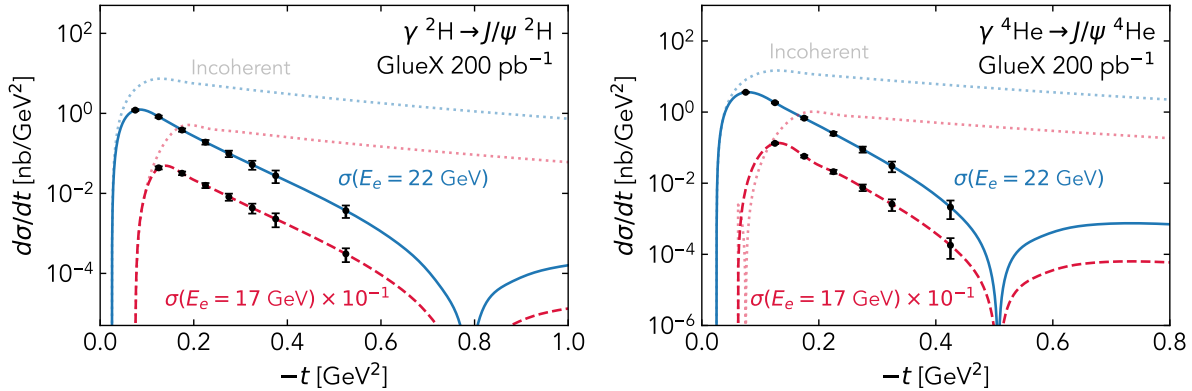 γ ²H → J/ψ ²H
GlueX 200 pb⁻¹
Incoherent
σ(Eₑ = 22 GeV)
σ(Eₑ = 17 GeV) × 10⁻¹
dσ/dt [nb/GeV²]
10² 10⁰ 10⁻² 10⁻⁴
0.0 0.2 0.4 0.6 0.8 1.0
−t [GeV²]
γ ⁴He → J/ψ ⁴He
GlueX 200 pb⁻¹
Incoherent
σ(Eₑ = 22 GeV)
σ(Eₑ = 17 GeV) × 10⁻¹
dσ/dt [nb/GeV²]
10² 10⁰ 10⁻² 10⁻⁴ 10⁻⁶
0.0 0.2 0.4 0.6 0.8
−t [GeV²]